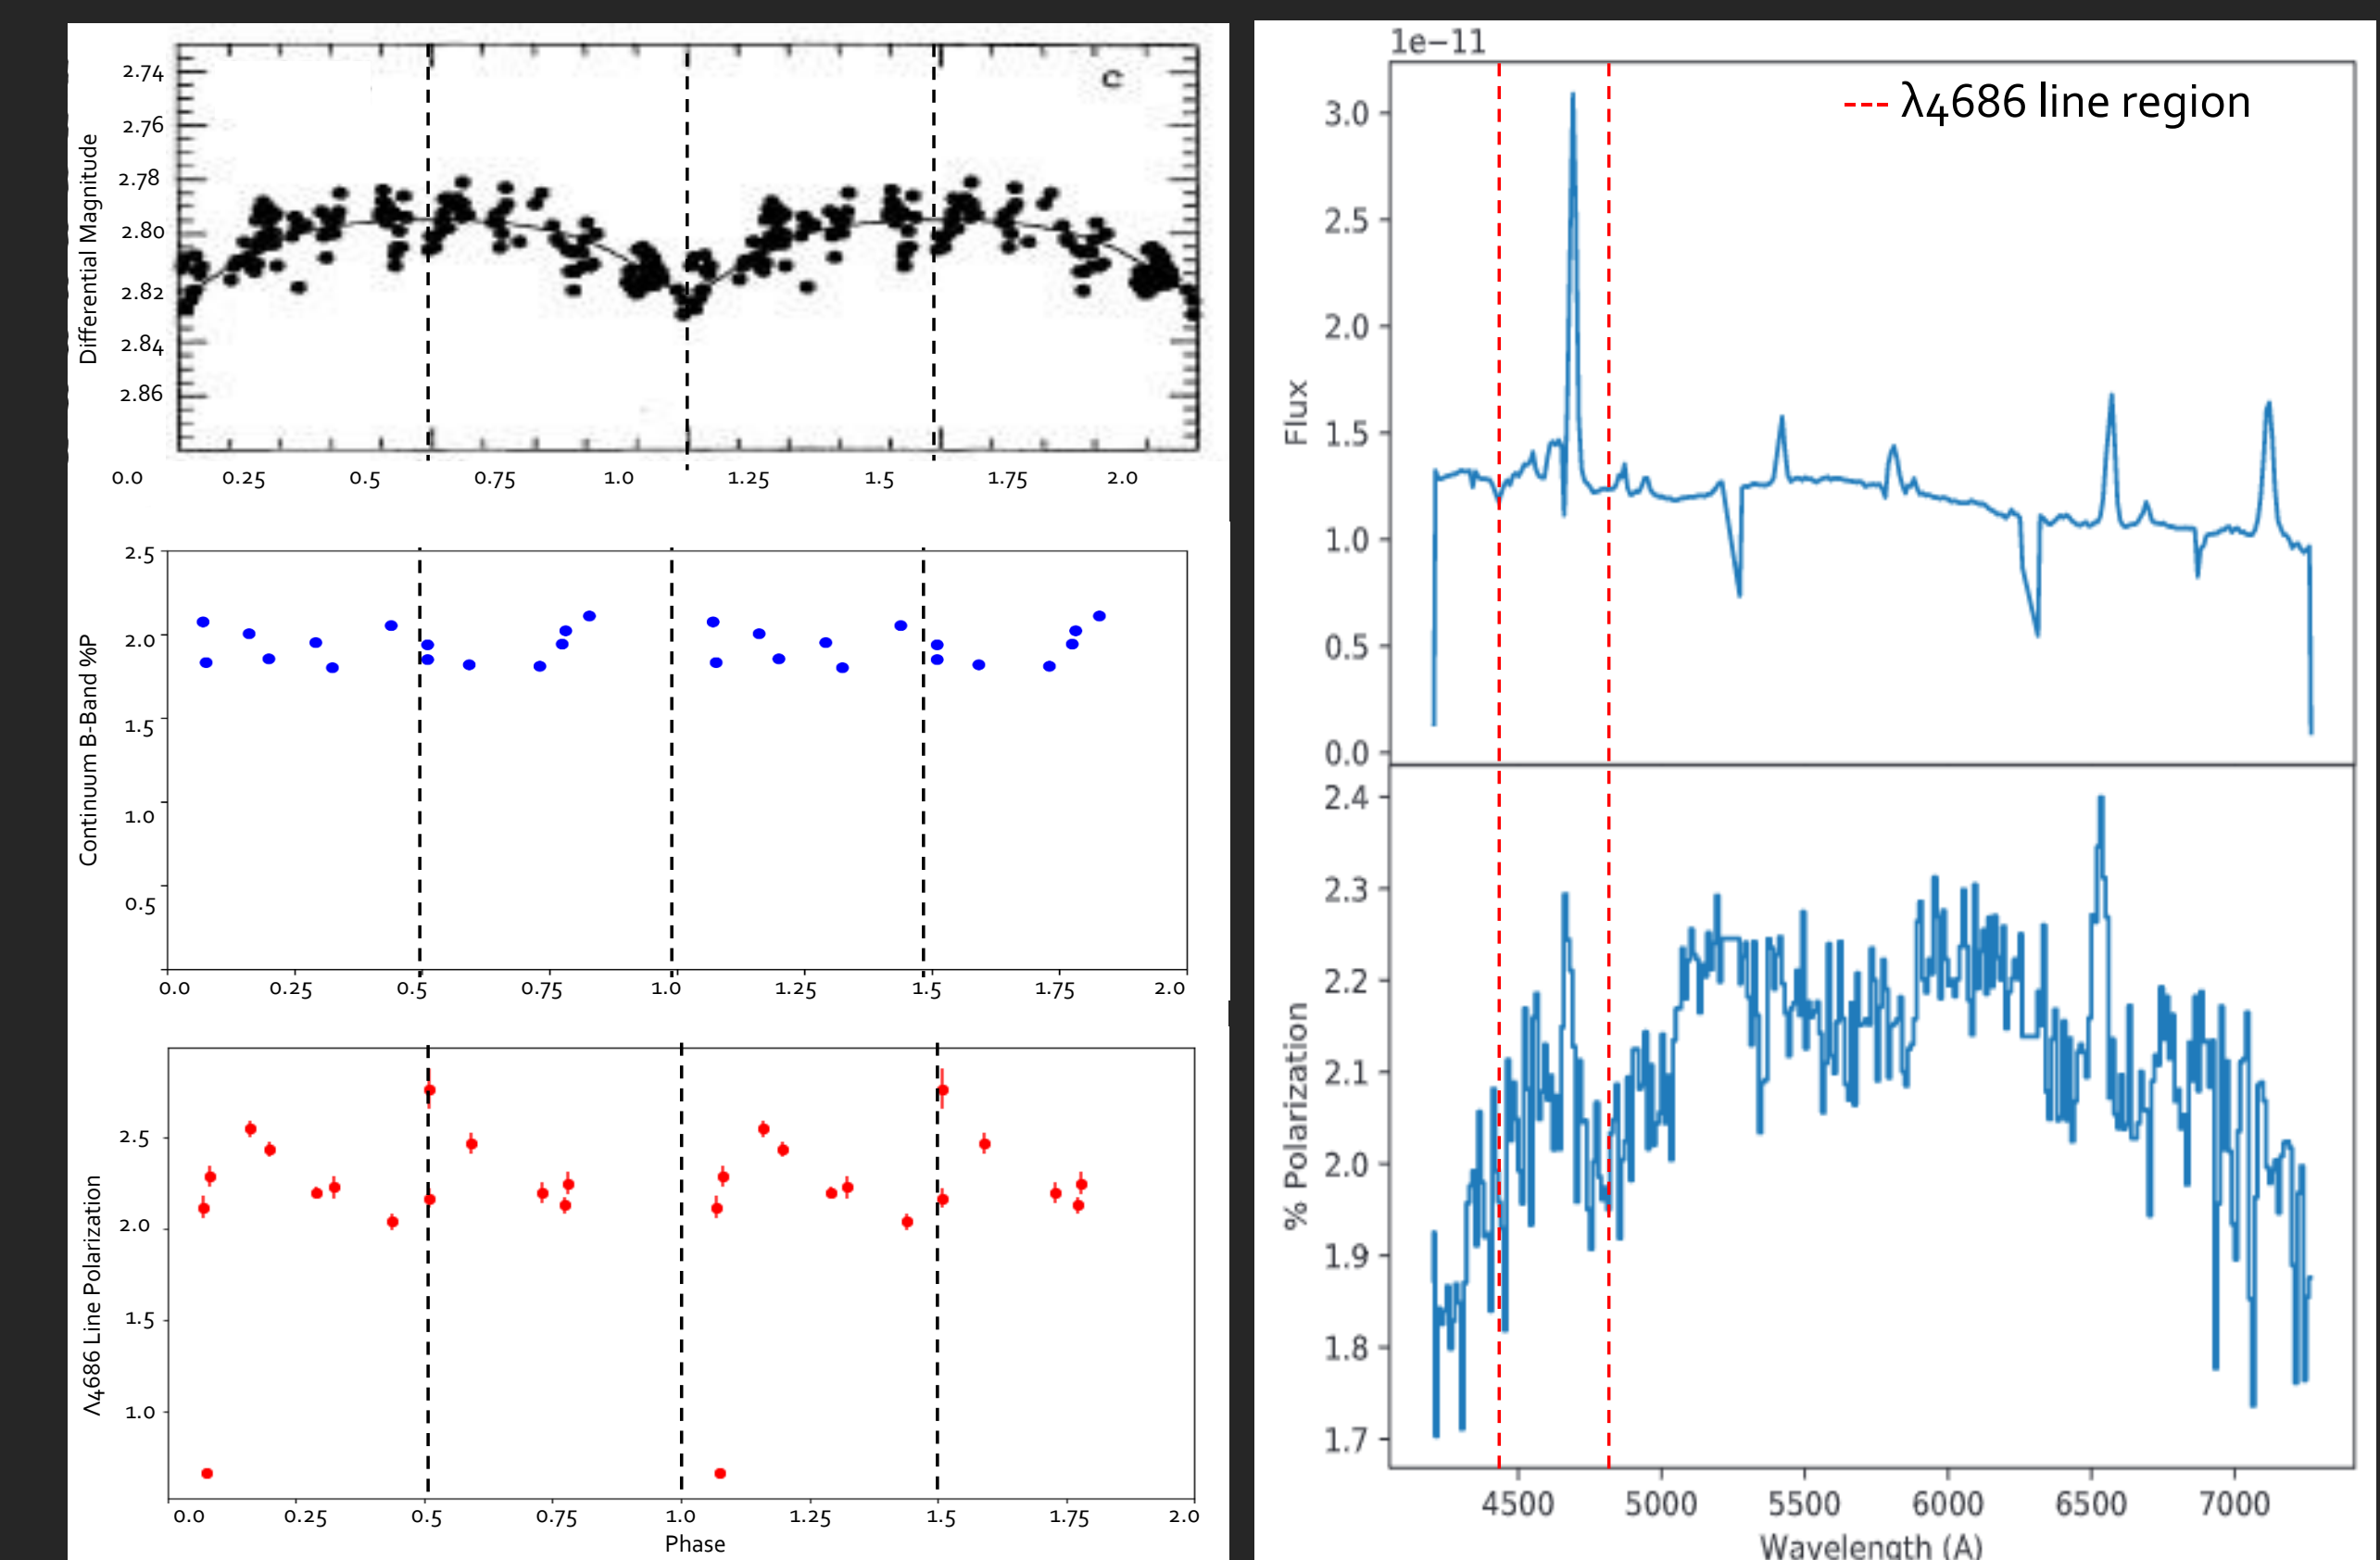 C
2.74
2.76
2.78
2.80
2.82
2.84
2.86
Differential Magnitude
0.0 0.25 0.5 0.75 1.0 1.25 1.5 1.75 2.0
2.5
2.0
1.5
1.0
0.5
Continuum B-Band %P
0.0 0.25 0.5 0.75 1.0 1.25 1.5 1.75 2.0
2.5
2.0
1.5
1.0
Λ4686 Line Polarization
0.0 0.25 0.5 0.75 1.0 1.25 1.5 1.75 2.0
Phase
1e−11
λ4686 line region
3.0
2.5
2.0
1.5
1.0
0.5
0.0
Flux
2.4
2.3
2.2
2.1
2.0
1.9
1.8
1.7
% Polarization
4500 5000 5500 6000 6500 7000
Wavelength (A)